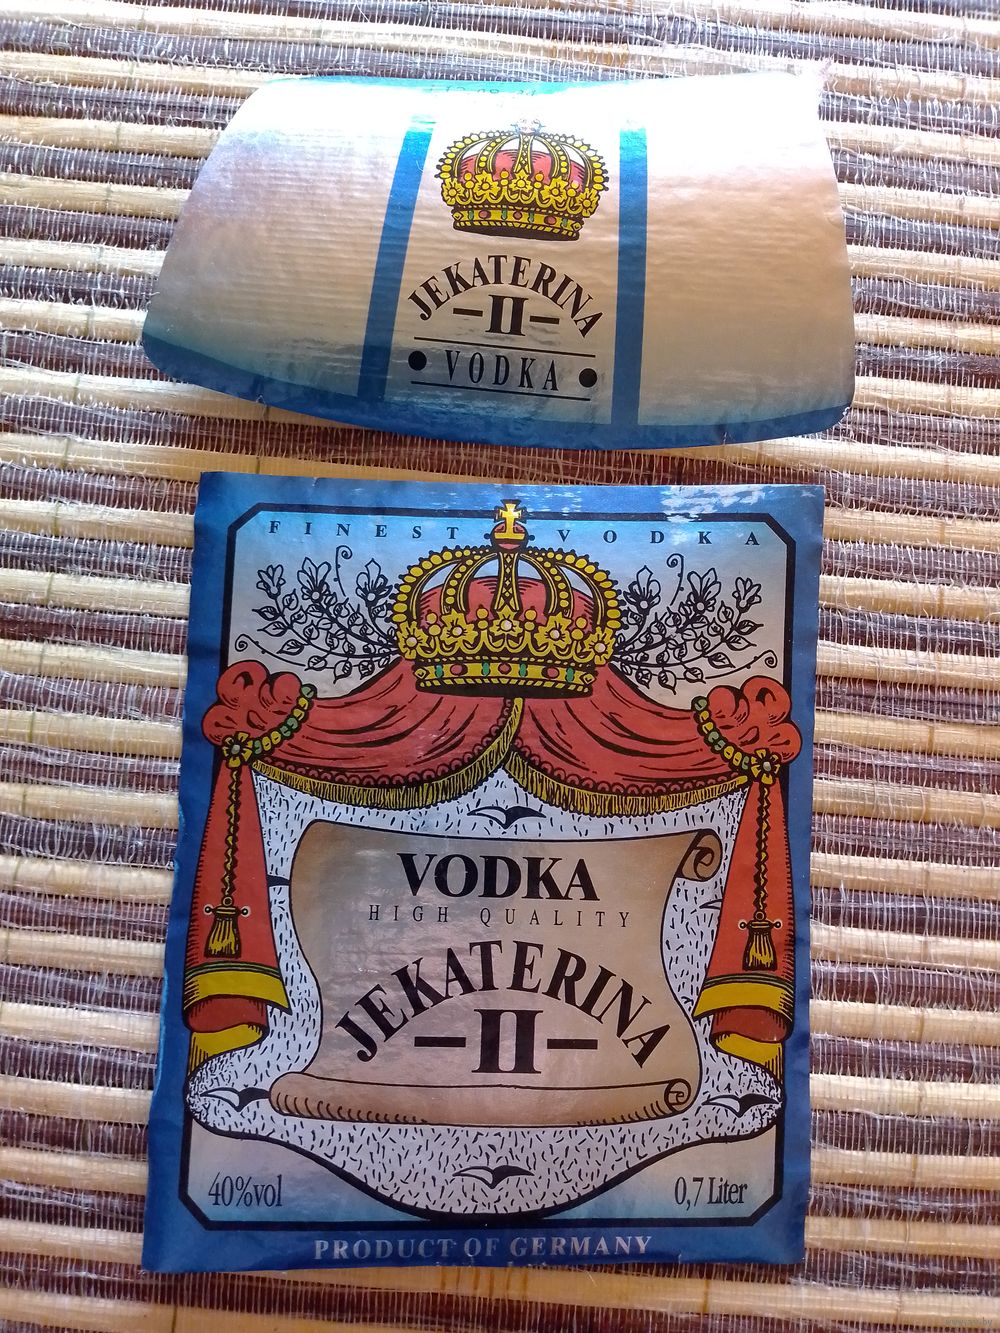 JEKATERINA
II
VODKA
FINEST VODKA
VODKA
HIGH QUALITY
JEKATERINA
II
40%vol
0,7 Liter
PRODUCT OF GERMANY